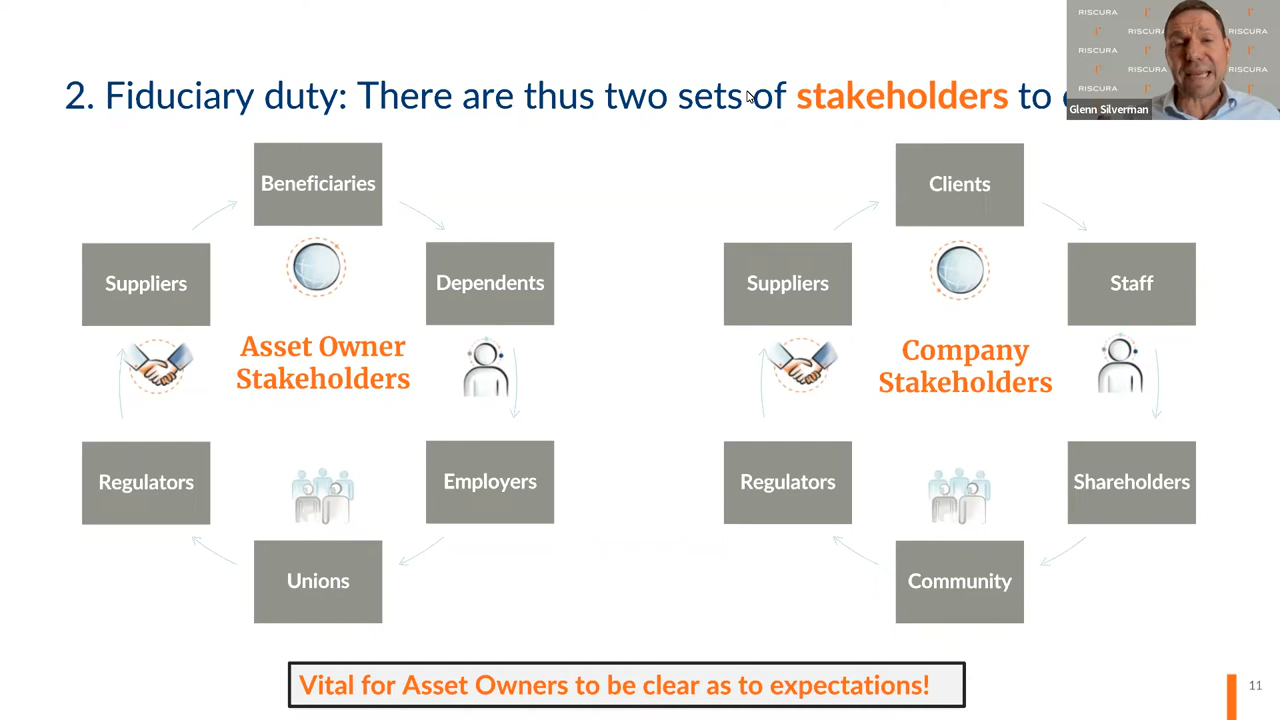 2. Fiduciary duty: There are thus two sets of stakeholders to
RISCURA
RISCURA RISCURA
RISCURA
RISCURA RISCURA
RISCURA
Glenn Silverman
Beneficiaries
Suppliers
Dependents
Asset Owner
Stakeholders
Regulators
Employers
Unions
Clients
Suppliers
Staff
Company
Stakeholders
Regulators
Shareholders
Community
Vital for Asset Owners to be clear as to expectations!
11